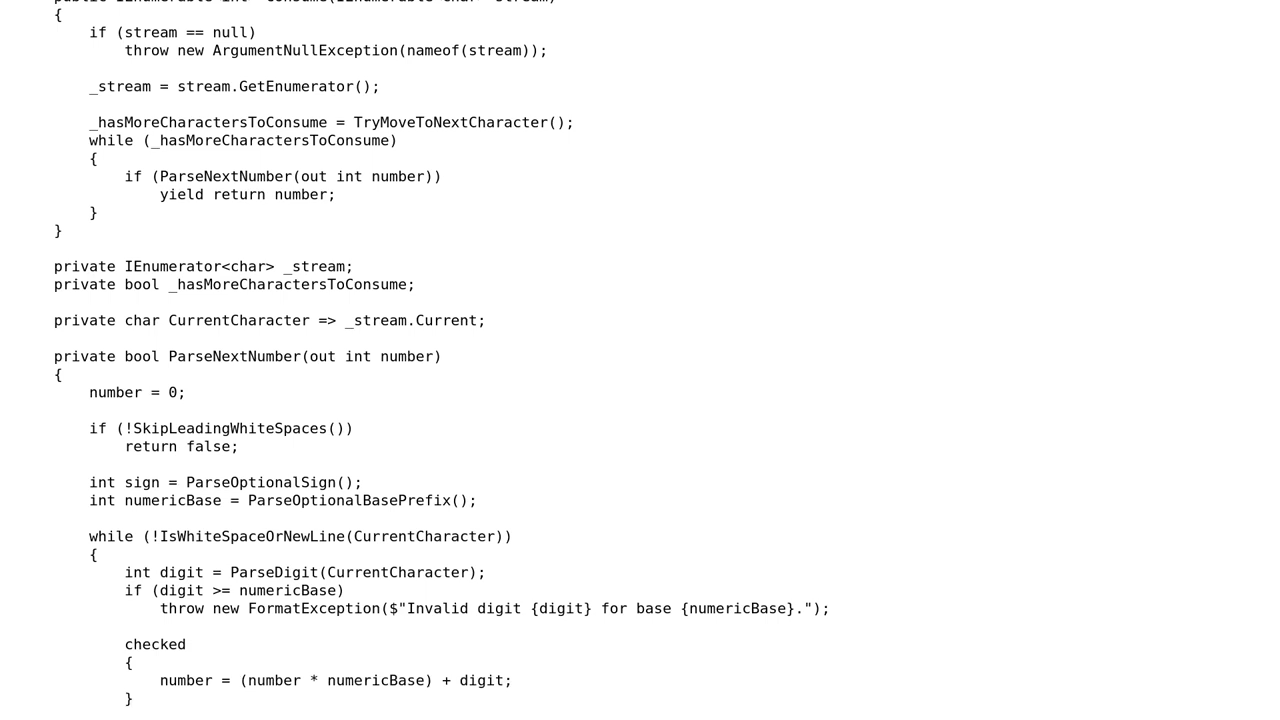 {
if (stream == null)
throw new ArgumentNullException(nameof(stream));
_stream = stream.GetEnumerator();
_hasMoreCharactersToConsume = TryMoveToNextCharacter();
while (_hasMoreCharactersToConsume)
{
if (ParseNextNumber(out int number))
yield return number;
}
}
private IEnumerator<char> _stream;
private bool _hasMoreCharactersToConsume;
private char CurrentCharacter => _stream.Current;
private bool ParseNextNumber(out int number)
{
number = 0;
if (!SkipLeadingWhiteSpaces())
return false;
int sign = ParseOptionalSign();
int numericBase = ParseOptionalBasePrefix();
while (!IsWhiteSpaceOrNewLine(CurrentCharacter))
{
int digit = ParseDigit(CurrentCharacter);
if (digit >= numericBase)
throw new FormatException($"Invalid digit {digit} for base {numericBase}.");
checked
{
number = (number * numericBase) + digit;
}